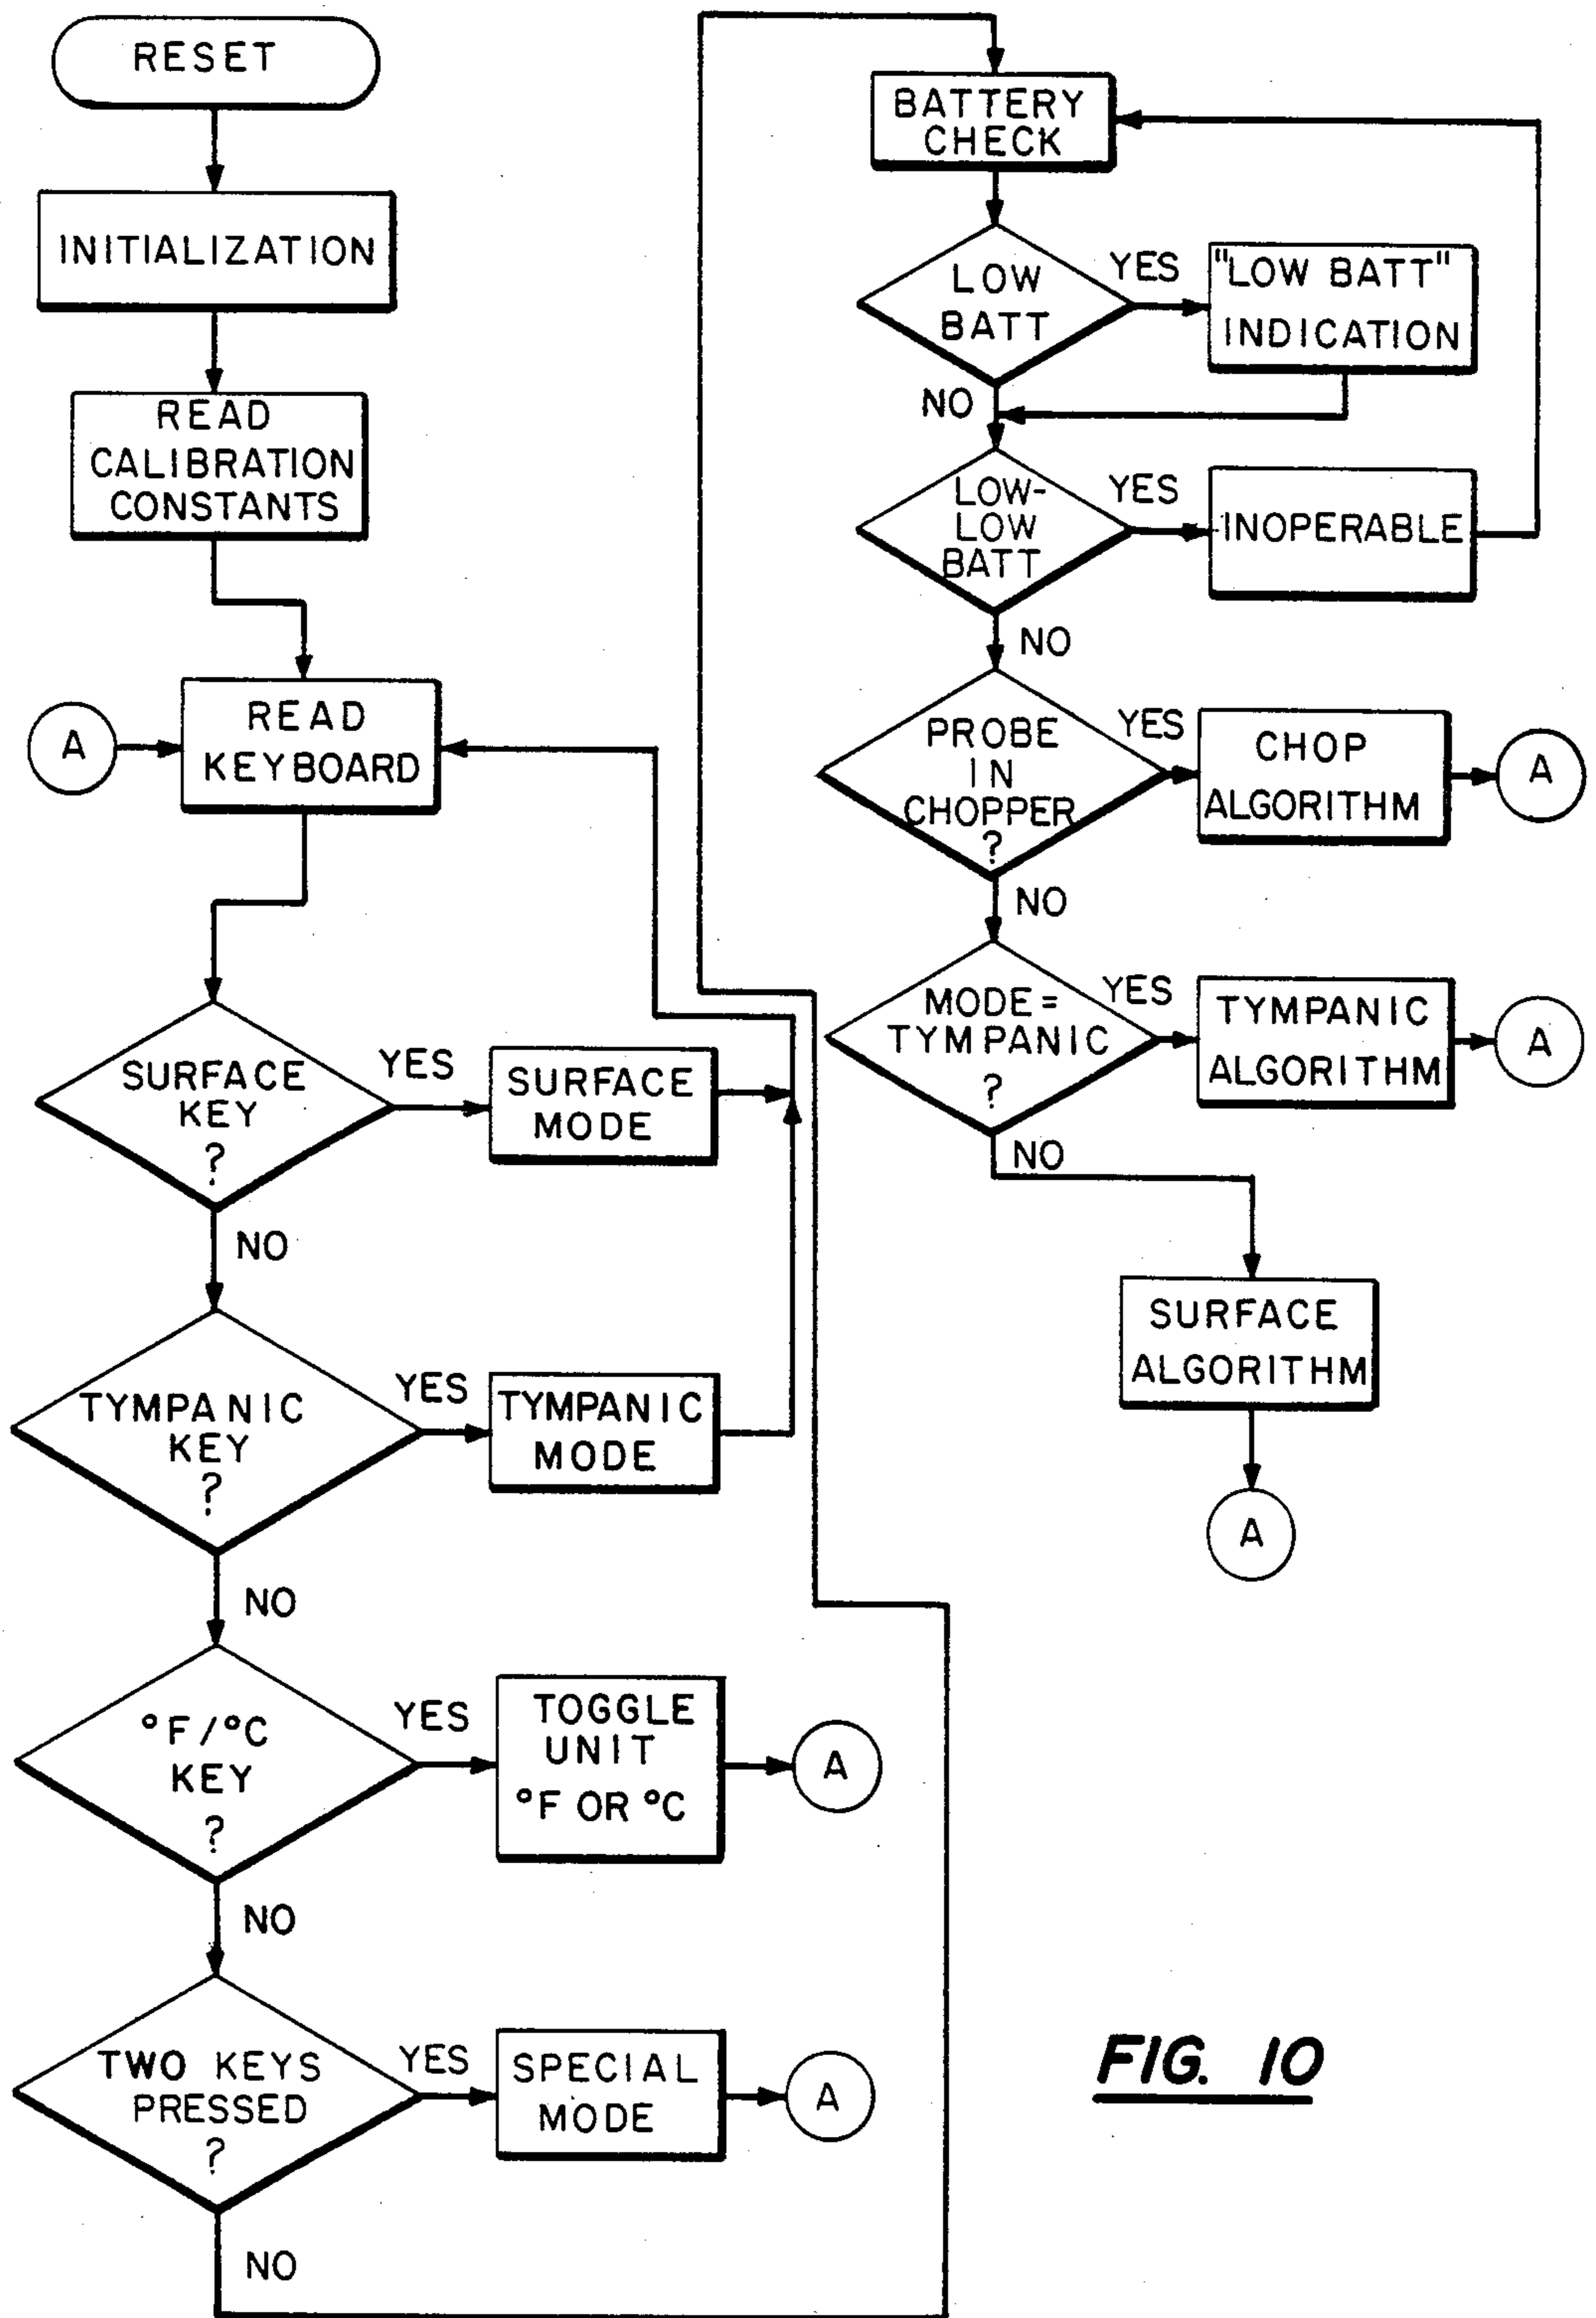 RESET
INITIALIZATION
READ
CALIBRATION
CONSTANTS
A
READ
KEYBOARD
SURFACE
KEY
?
YES
SURFACE
MODE
NO
TYMPANIC
KEY
?
YES
TYMPANIC
MODE
NO
°F/°C
KEY
?
YES
TOGGLE
UNIT
°F OR °C
A
NO
TWO KEYS
PRESSED
?
YES
SPECIAL
MODE
A
NO
BATTERY
CHECK
LOW
BATT
YES
"LOW BATT"
INDICATION
NO
LOW-
LOW
BATT
YES
INOPERABLE
NO
PROBE
IN
CHOPPER
?
YES
CHOP
ALGORITHM
A
NO
MODE=
TYMPANIC
?
YES
TYMPANIC
ALGORITHM
A
NO
SURFACE
ALGORITHM
A
FIG. 10